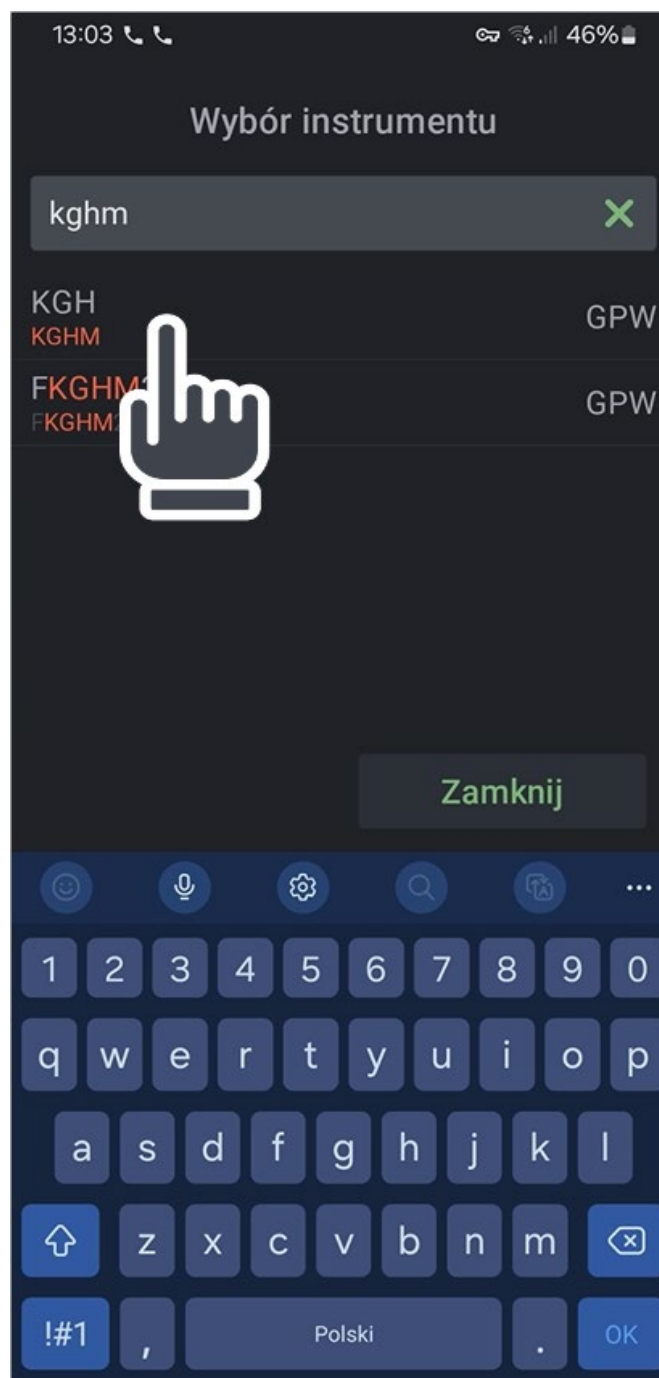 13:03 46%
Wybór instrumentu
kghm
KGH GPW
KGHM
GPW
Zamknij
1 2 3 4 5 6 7 8 9 0
q w e r t y u i o p
a s d f g h j k l
z x c v b n m
!#1 , Polski . OK